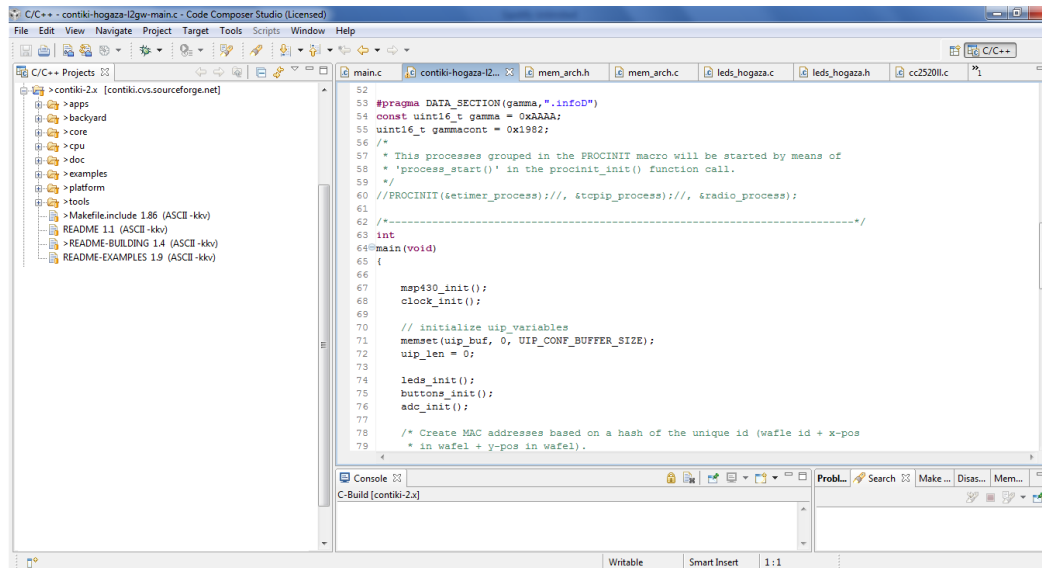 C/C++ - contiki-hogaza-l2gw-main.c - Code Composer Studio (Licensed)
File Edit View Navigate Project Target Tools Scripts Window Help
C/C++
C/C++ Projects
>contiki-2.x [contiki.cvs.sourceforge.net]
>apps
>backyard
>core
>cpu
>doc
>examples
>platform
>tools
>Makefile.include 1.86 (ASCII -kkv)
README 1.1 (ASCII -kkv)
>README-BUILDING 1.4 (ASCII -kkv)
README-EXAMPLES 1.9 (ASCII -kkv)
main.c contiki-hogaza-l2... mem_arch.h mem_arch.c leds_hogaza.c leds_hogaza.h cc2520ll.c »1
52
53 #pragma DATA_SECTION(gamma,".infoD")
54 const uint16_t gamma = 0xAAAA;
55 uint16_t gammacont = 0x1982;
56 /*
57 * This processes grouped in the PROCINIT macro will be started by means of
58 * 'process_start()' in the procinit_init() function call.
59 */
60 //PROCINIT(&etimer_process);//, &tcpip_process);//, &radio_process);
61
62 /*---------------------------------------------------------------------------*/
63 int
64 main(void)
65 {
66
67 msp430_init();
68 clock_init();
69
70 // initialize uip_variables
71 memset(uip_buf, 0, UIP_CONF_BUFFER_SIZE);
72 uip_len = 0;
73
74 leds_init();
75 buttons_init();
76 adc_init();
77
78 /* Create MAC addresses based on a hash of the unique id (wafle id + x-pos
79 * in wafel + y-pos in wafel).
Console
C-Build [contiki-2.x]
Probl... Search Make ... Disas... Mem...
Writable Smart Insert 1 : 1